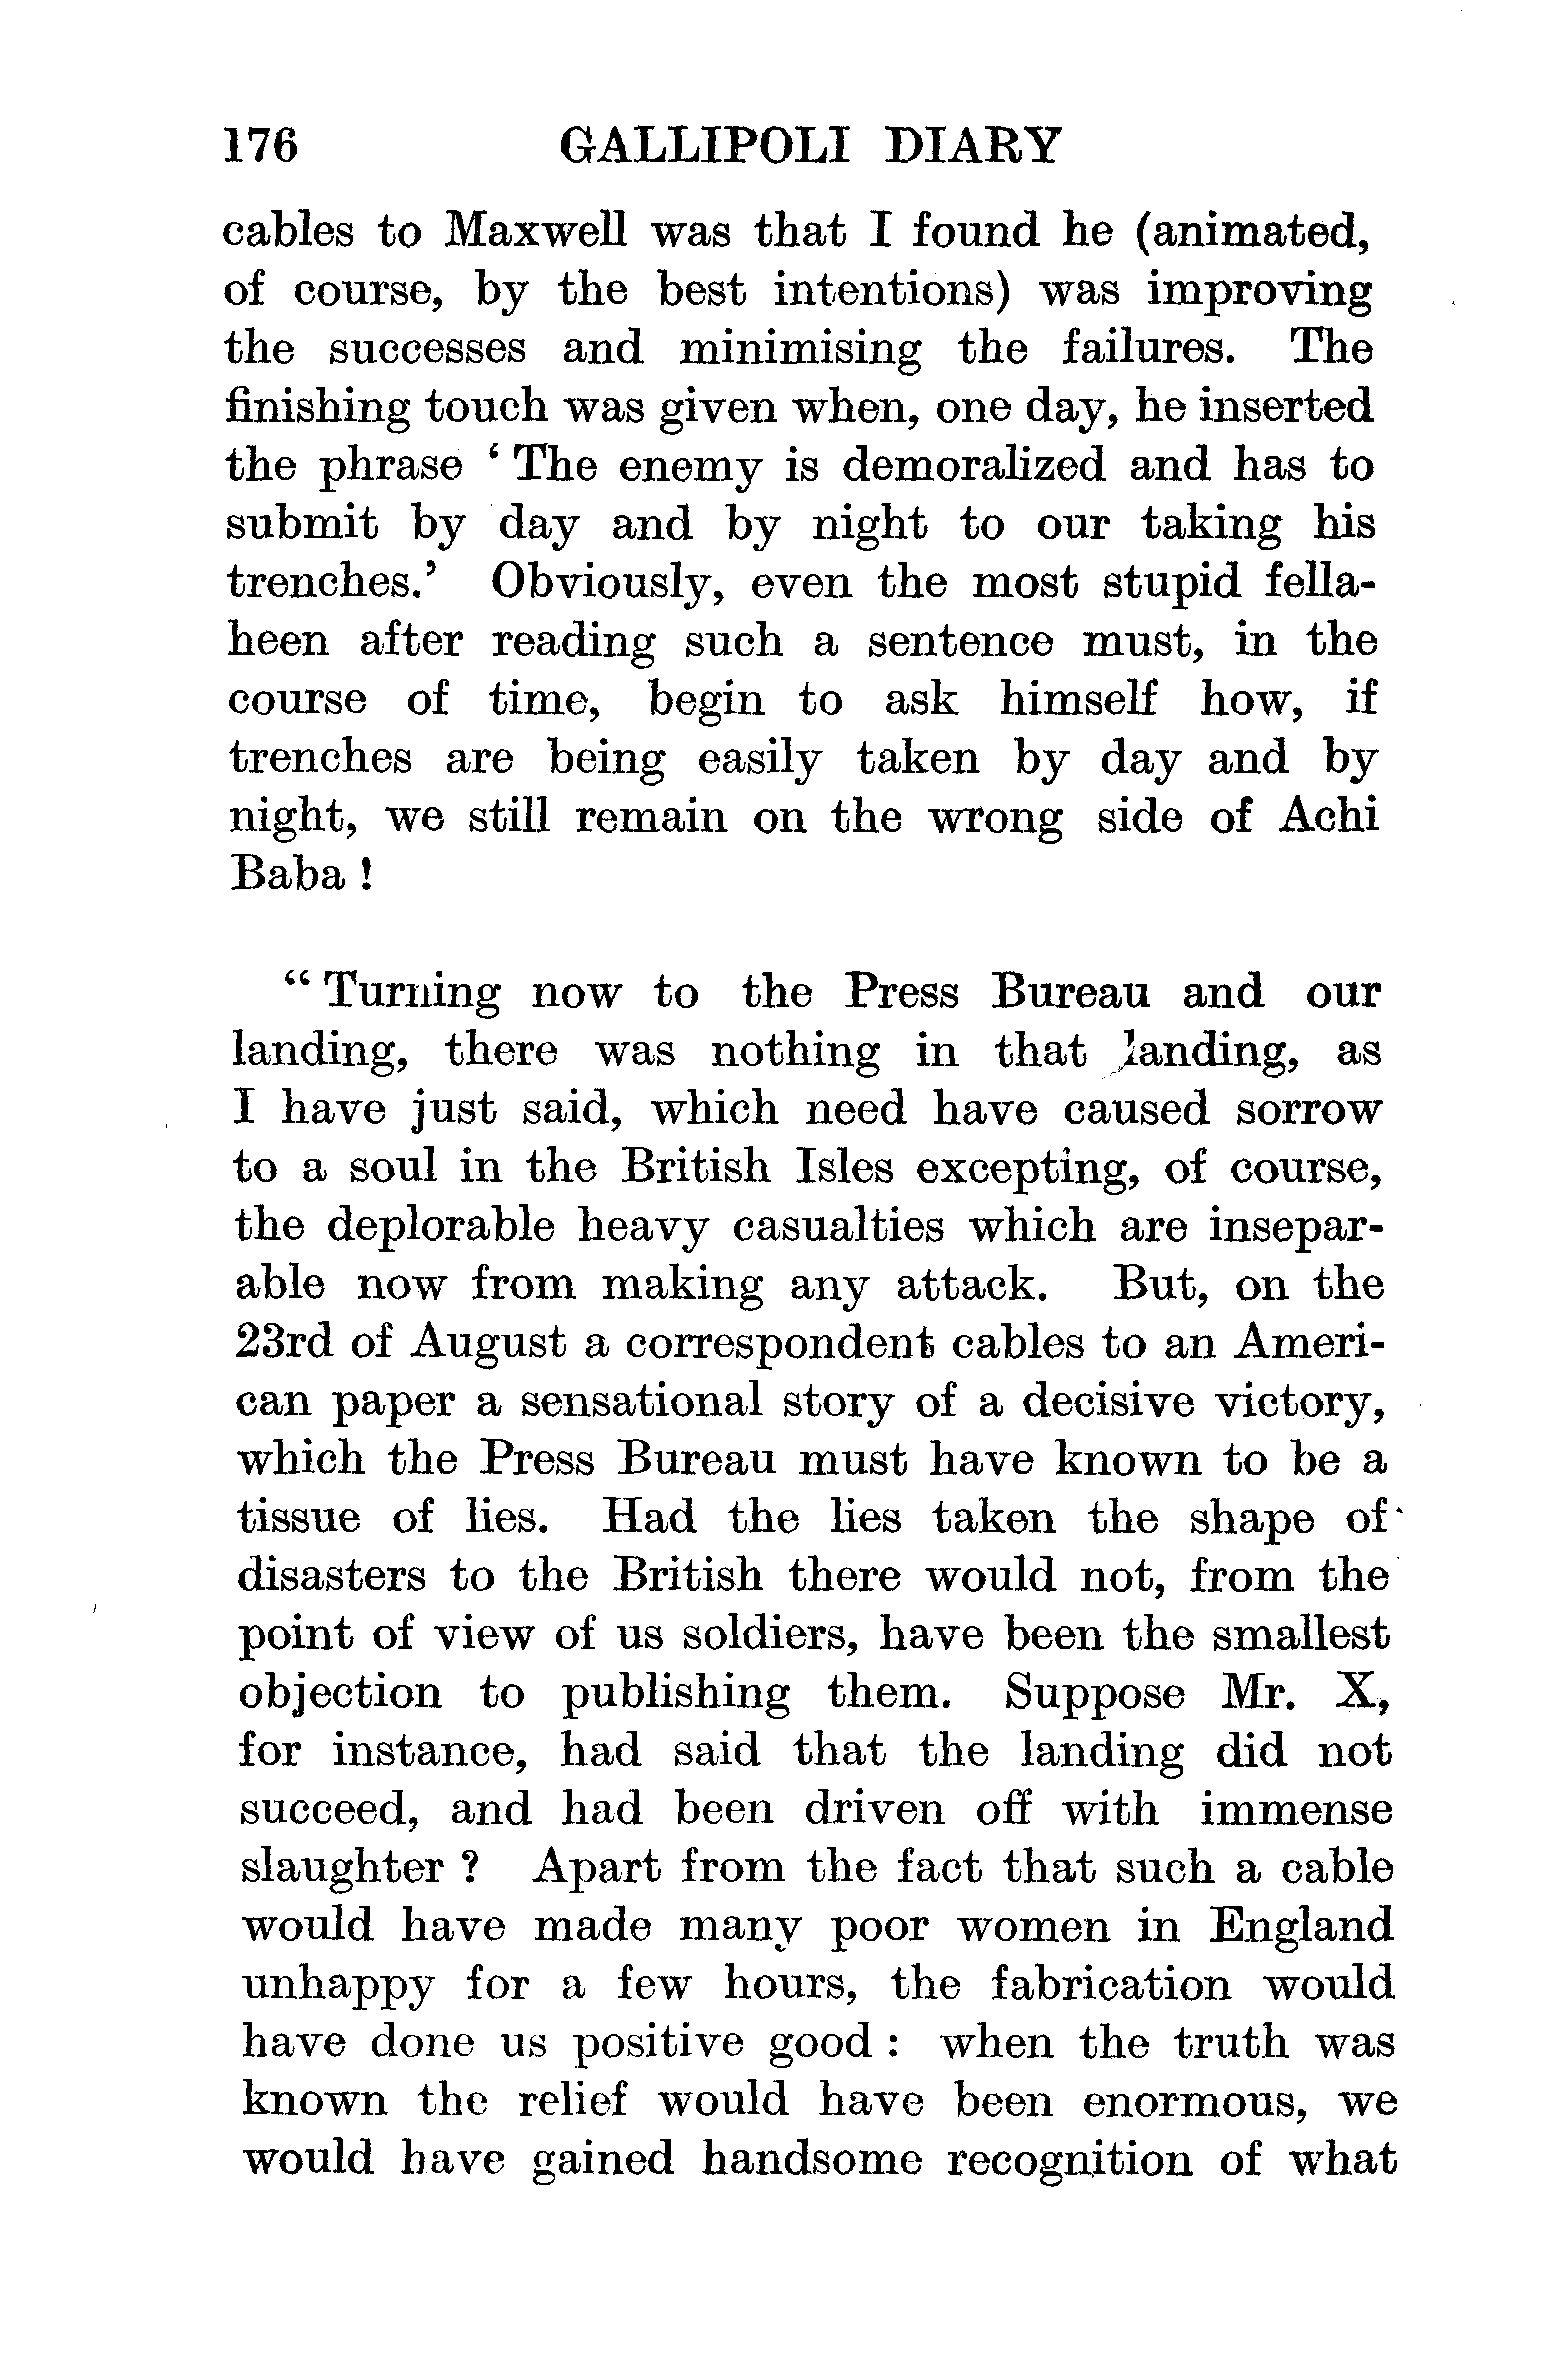 176 GALLIPOLI DIARY
cables to Maxwell was that I found he (animated,
of course, by the best intentions) was improving
the successes and minimising the failures. The
finishing touch was given when, one day, he inserted
the phrase ‘ The enemy is demoralized and has to
submit by day and by night to our taking his
trenches.’ Obviously, even the most stupid fella-
heen after reading such a sentence must, in the
course of time, begin to ask himself how, if
trenches are being easily taken by day and by
night, we still remain on the wrong side of Achi
Baba !
“ Turning now to the Press Bureau and our
landing, there was nothing in that landing, as
I have just said, which need have caused sorrow
to a soul in the British Isles excepting, of course,
the deplorable heavy casualties which are insepar-
able now from making any attack. But, on the
23rd of August a correspondent cables to an Ameri-
can paper a sensational story of a decisive victory,
which the Press Bureau must have known to be a
tissue of lies. Had the lies taken the shape of
disasters to the British there would not, from the
point of view of us soldiers, have been the smallest
objection to publishing them. Suppose Mr. X,
for instance, had said that the landing did not
succeed, and had been driven off with immense
slaughter ? Apart from the fact that such a cable
would have made many poor women in England
unhappy for a few hours, the fabrication would
have done us positive good : when the truth was
known the relief would have been enormous, we
would have gained handsome recognition of what